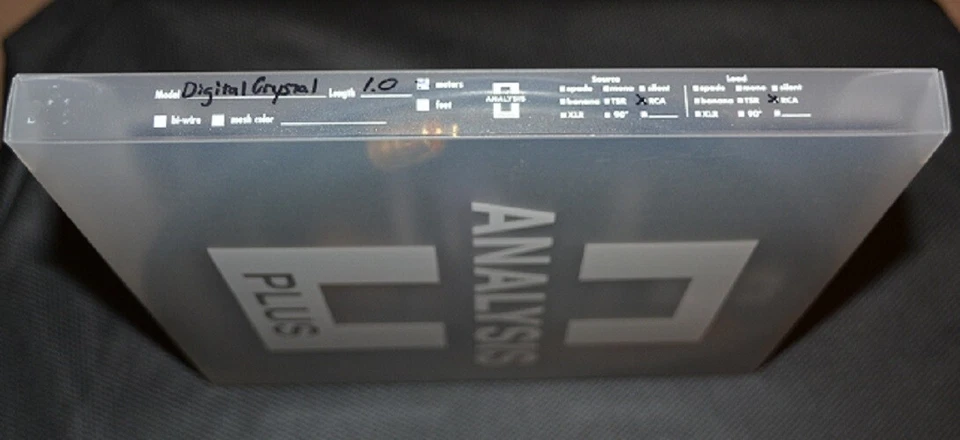 Model Digital Crystal Length 1.0 meters
feet
bi-wire mesh color
ANALYSIS
Source
spade mono silent
banana TSR RCA
XLR 90°
Load
spade mono silent
banana TSR RCA
XLR 90°
ANALYSIS
PLUS